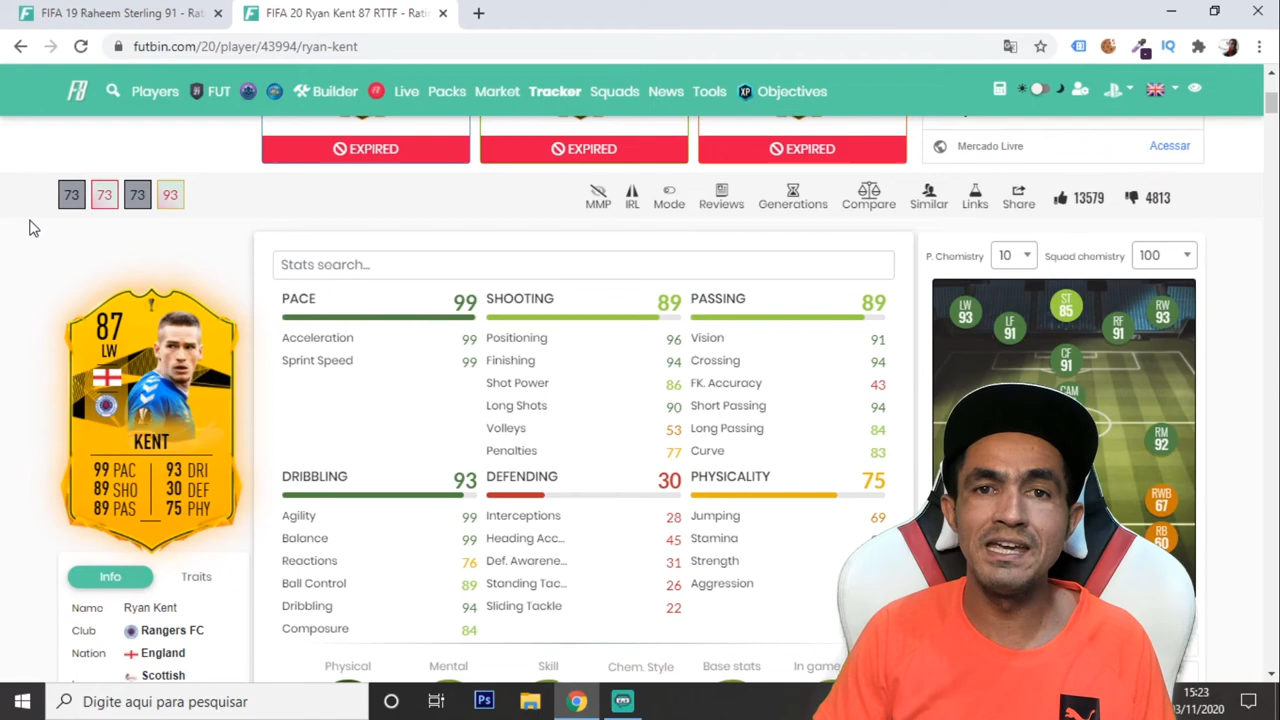 FIFA 19 Raheem Sterling 91 - Rat
FIFA 20 Ryan Kent 87 RTTF - Ratin
futbin.com/20/player/43994/ryan-kent
Players FUT Builder Live Packs Market Tracker Squads News Tools Objectives
EXPIRED EXPIRED EXPIRED
Mercado Livre Acessar
73 73 73 93
MMP IRL Mode Reviews Generations Compare Similar Links Share 13579 4813
Stats search...
P. Chemistry 10 Squad chemistry 100
PACE 99 SHOOTING 89 PASSING 89
Acceleration 99 Positioning 96 Vision 91
Sprint Speed 99 Finishing 94 Crossing 94
Shot Power 86 FK. Accuracy 43
Long Shots 90 Short Passing 94
Volleys 53 Long Passing 84
Penalties 77 Curve 83
DRIBBLING 93 DEFENDING 30 PHYSICALITY 75
Agility 99 Interceptions 28 Jumping 69
Balance 99 Heading Acc... 45 Stamina
Reactions 76 Def. Awarene... 31 Strength
Ball Control 89 Standing Tac... 26 Aggression
Dribbling 94 Sliding Tackle 22
Composure 84
Physical Mental Skill Chem. Style Base stats In game
87
LW
KENT
99 PAC 93 DRI
89 SHO 30 DEF
89 PAS 75 PHY
Info Traits
Name Ryan Kent
Club Rangers FC
Nation England
Scottish
LW 93
ST 85
RW 93
LF 91
RF 91
CF 91
CAM
RM 92
RWB 67
RB 60
Digite aqui para pesquisar
Ps
15:23
03/11/2020